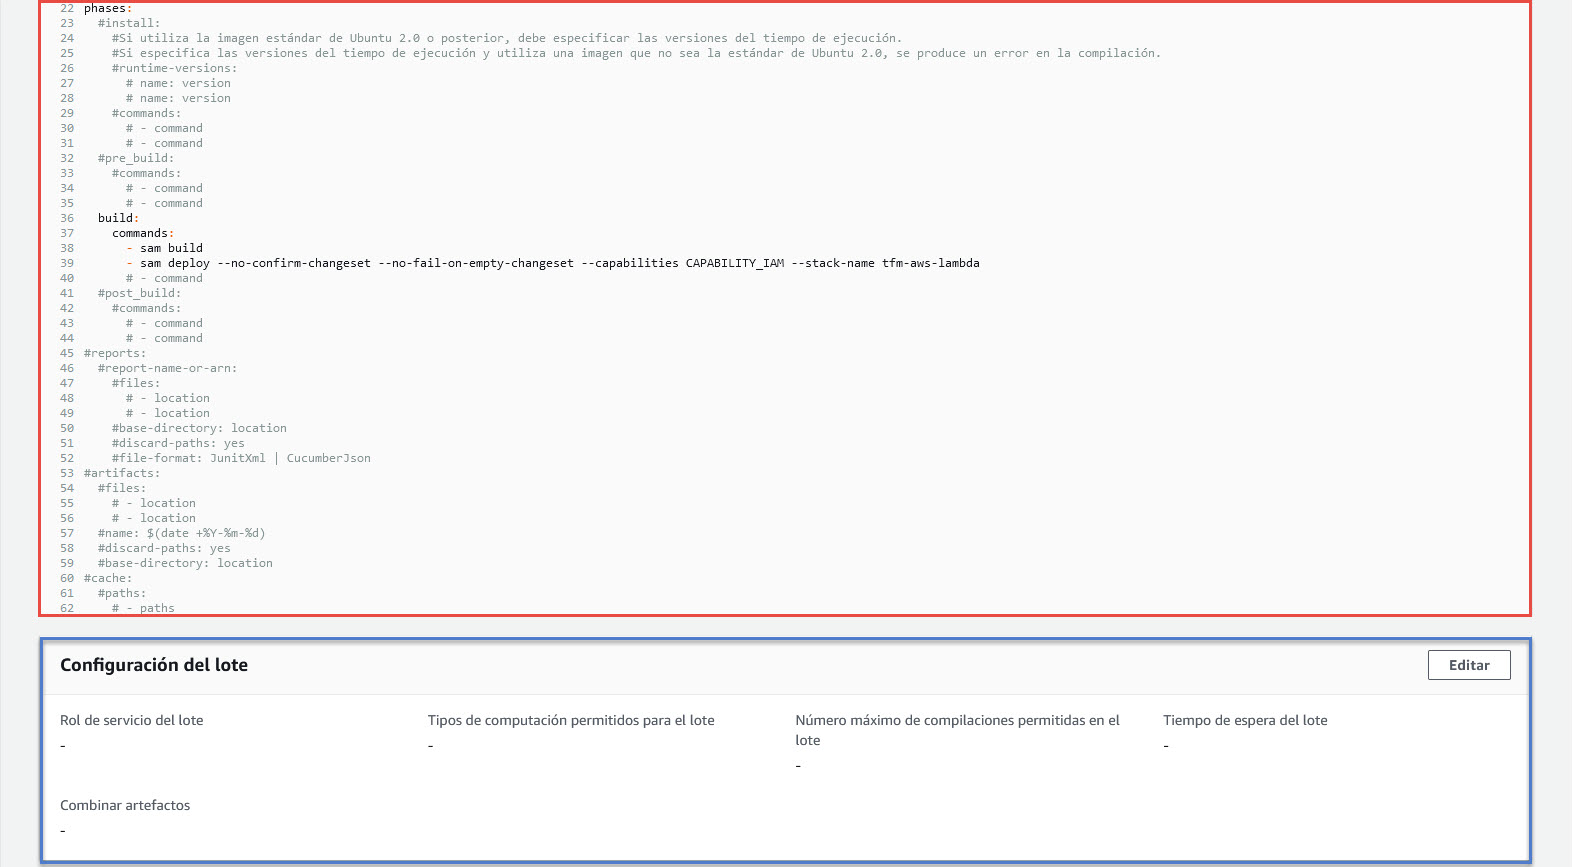 22 phases:
23 #install:
24 #Si utiliza la imagen estándar de Ubuntu 2.0 o posterior, debe especificar las versiones del tiempo de ejecución.
25 #Si especifica las versiones del tiempo de ejecución y utiliza una imagen que no sea la estándar de Ubuntu 2.0, se produce un error en la compilación.
26 #runtime-versions:
27 # name: version
28 # name: version
29 #commands:
30 # - command
31 # - command
32 #pre_build:
33 #commands:
34 # - command
35 # - command
36 build:
37 commands:
38 - sam build
39 - sam deploy --no-confirm-changeset --no-fail-on-empty-changeset --capabilities CAPABILITY_IAM --stack-name tfm-aws-lambda
40 # - command
41 #post_build:
42 #commands:
43 # - command
44 # - command
45 #reports:
46 #report-name-or-arn:
47 #files:
48 # - location
49 # - location
50 #base-directory: location
51 #discard-paths: yes
52 #file-format: JunitXml | CucumberJson
53 #artifacts:
54 #files:
55 # - location
56 # - location
57 #name: $(date +%Y-%m-%d)
58 #discard-paths: yes
59 #base-directory: location
60 #cache:
61 #paths:
62 # - paths
Configuración del lote
Editar
Rol de servicio del lote
-
Tipos de computación permitidos para el lote
-
Número máximo de compilaciones permitidas en el
lote
-
Tiempo de espera del lote
-
Combinar artefactos
-